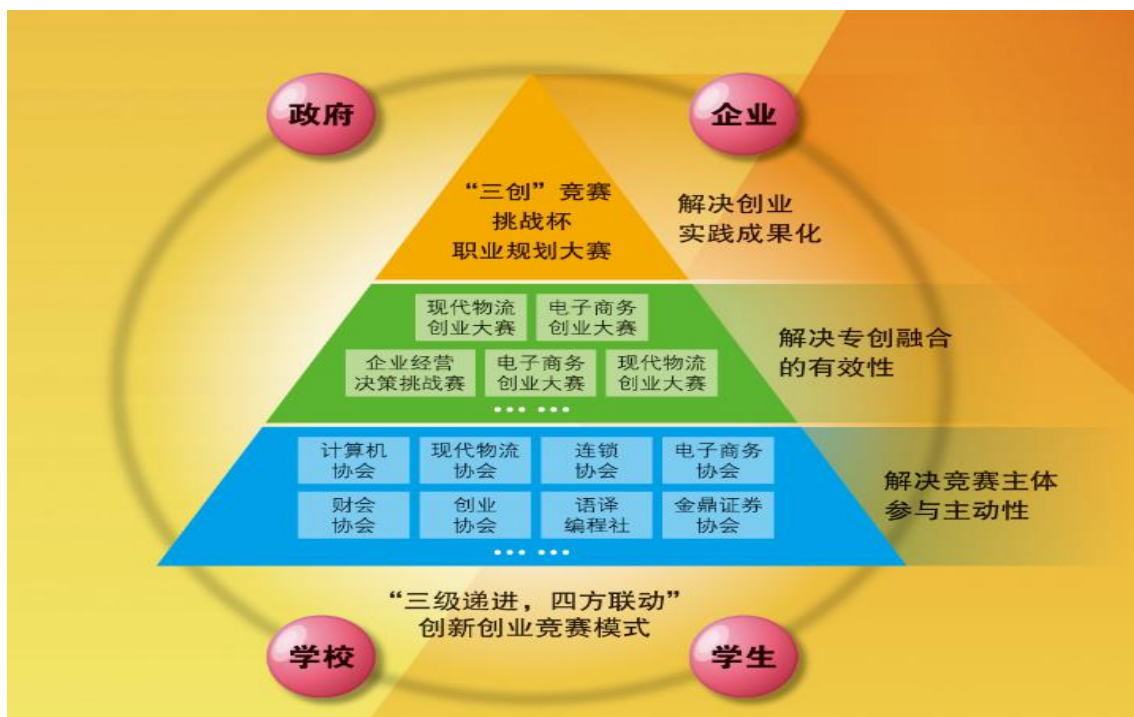 政府
企业
“三创”竞赛
挑战杯
职业规划大赛
解决创业
实践成果化
现代物流
创业大赛
电子商务
创业大赛
企业经营
决策挑战赛
电子商务
创业大赛
现代物流
创业大赛
…… 
解决专创融合
的有效性
计算机
协会
现代物流
协会
连锁
协会
电子商务
协会
财会
协会
创业
协会
语译
编程社
金鼎证券
协会
……
解决竞赛主体
参与主动性
“三级递进，四方联动”
创新创业竞赛模式
学校
学生